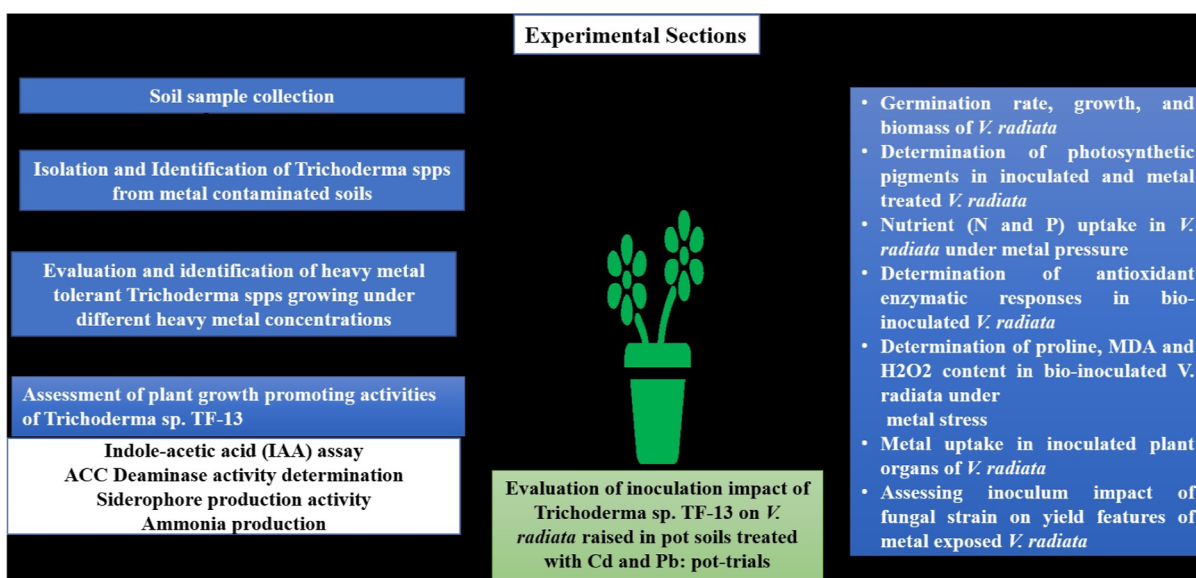 Experimental Sections
Soil sample collection
Isolation and Identification of Trichoderma spps
from metal contaminated soils
Evaluation and identification of heavy metal
tolerant Trichoderma spps growing under
different heavy metal concentrations
Assessment of plant growth promoting activities
of Trichoderma sp. TF-13
Indole-acetic acid (IAA) assay
ACC Deaminase activity determination
Siderophore production activity
Ammonia production
Evaluation of inoculation impact of
Trichoderma sp. TF-13 on V.
radiata raised in pot soils treated
with Cd and Pb: pot-trials
• Germination rate, growth, and
biomass of V. radiata
• Determination of photosynthetic
pigments in inoculated and metal
treated V. radiata
• Nutrient (N and P) uptake in V.
radiata under metal pressure
• Determination of antioxidant
enzymatic responses in bio-
inoculated V. radiata
• Determination of proline, MDA and
H2O2 content in bio-inoculated V.
radiata under
metal stress
• Metal uptake in inoculated plant
organs of V. radiata
• Assessing inoculum impact of
fungal strain on yield features of
metal exposed V. radiata